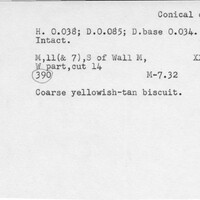 Conical
H. 0.038; D.0.085; D.base 0.034.
Intact.
M,11(& 7),S of Wall M,
W part,cut 14
390 M-7.32
Coarse yellowish-tan biscuit.